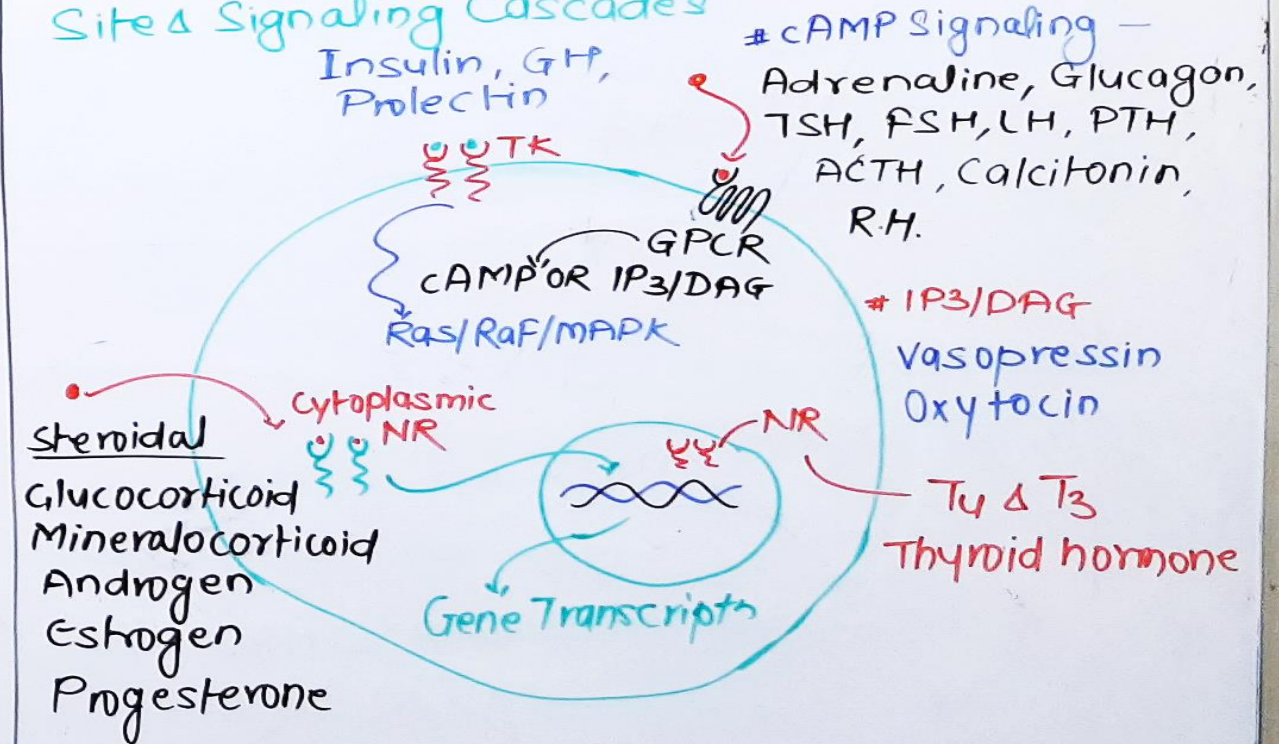 Site & Signaling Cascades
Insulin, GH,
Prolectin
TK
# cAMP Signaling —
Adrenaline, Glucagon,
TSH, FSH, LH, PTH,
ACTH, Calcitonin,
R.H.
GPCR
cAMP OR IP3/DAG
Ras/RaF/MAPK
# IP3/DAG
Vasopressin
Oxytocin
Cytoplasmic
NR
NR
Steroidal
Glucocorticoid
Mineralocorticoid
Androgen
Estrogen
Progesterone
T4 & T3
Thyroid hormone
Gene Transcripts